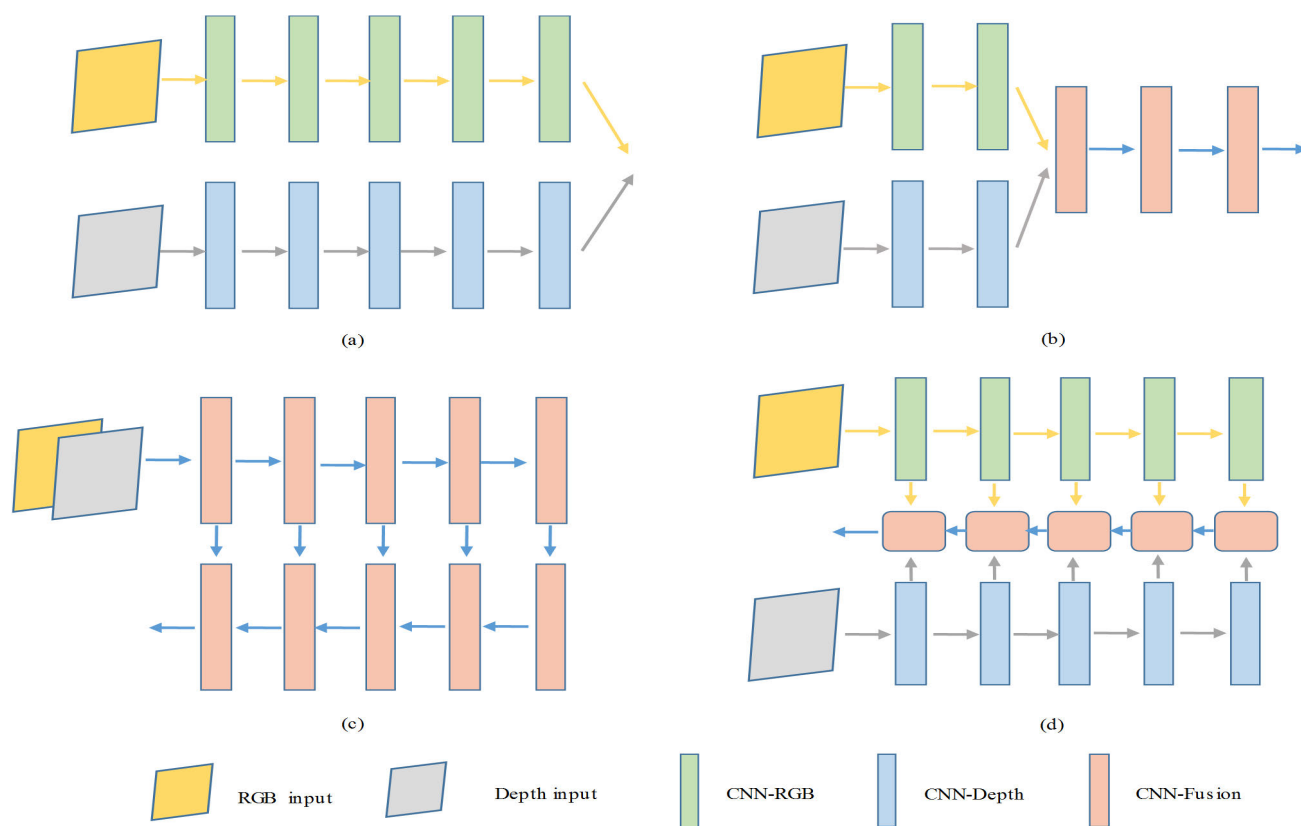 (a)
(b)
(c)
(d)
RGB input
Depth input
CNN-RGB
CNN-Depth
CNN-Fusion